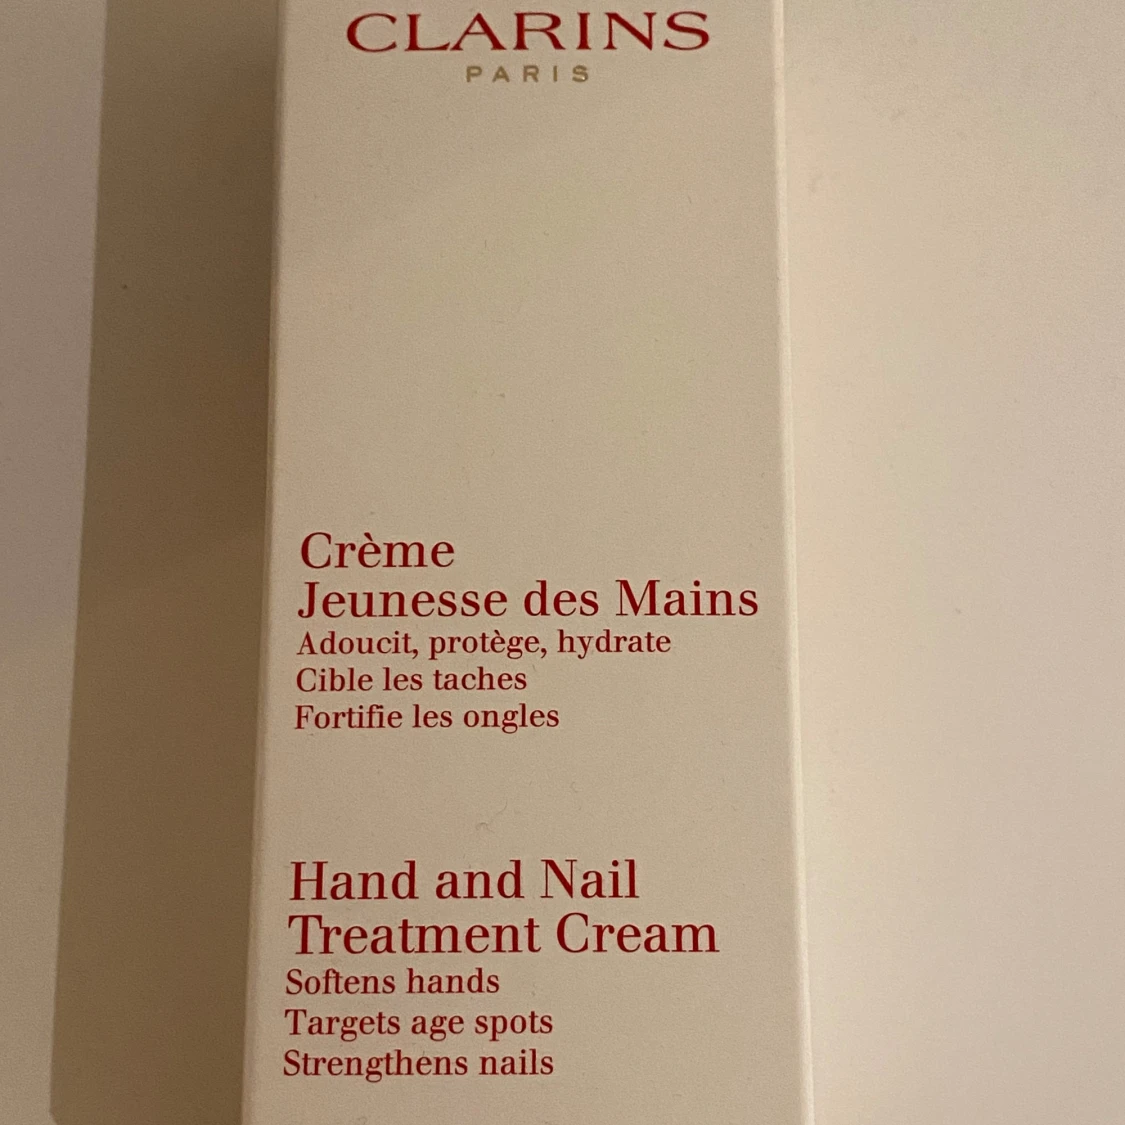 CLARINS
PARIS
Crème
Jeunesse des Mains
Adoucit, protège, hydrate
Cible les taches
Fortifie les ongles
Hand and Nail
Treatment Cream
Softens hands
Targets age spots
Strengthens nails